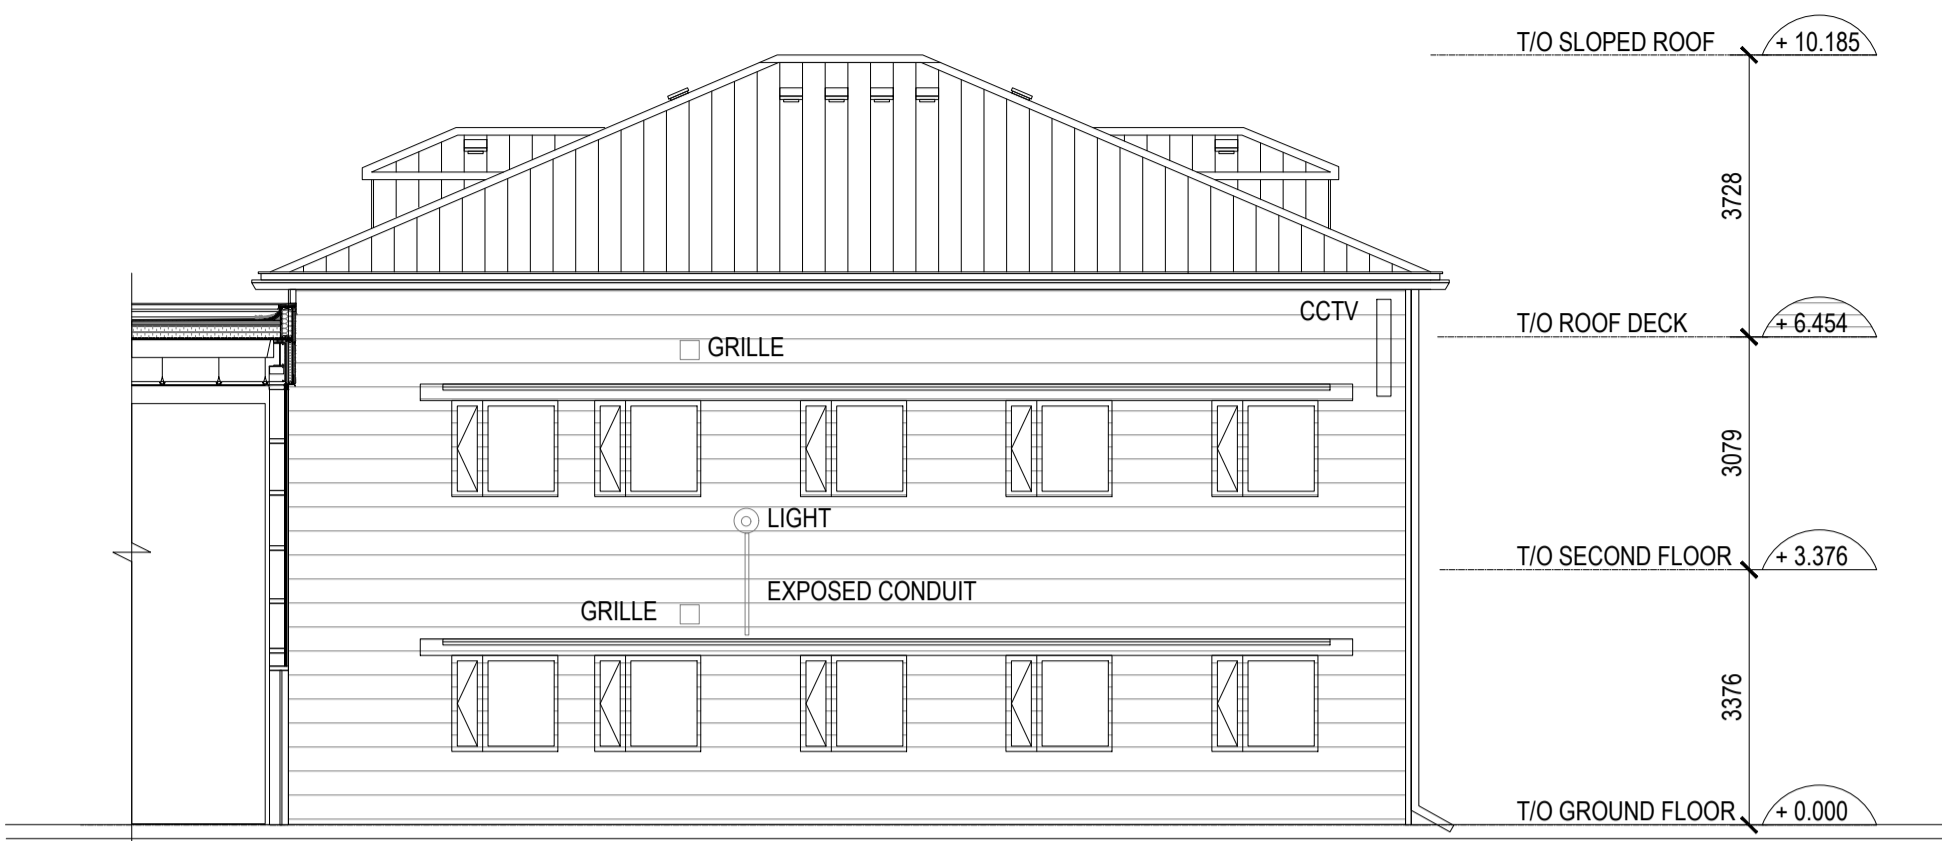 T/O SLOPED ROOF + 10.185
3728
CCTV
T/O ROOF DECK + 6.454
GRILLE
3079
LIGHT
T/O SECOND FLOOR + 3.376
EXPOSED CONDUIT
GRILLE
3376
T/O GROUND FLOOR + 0.000